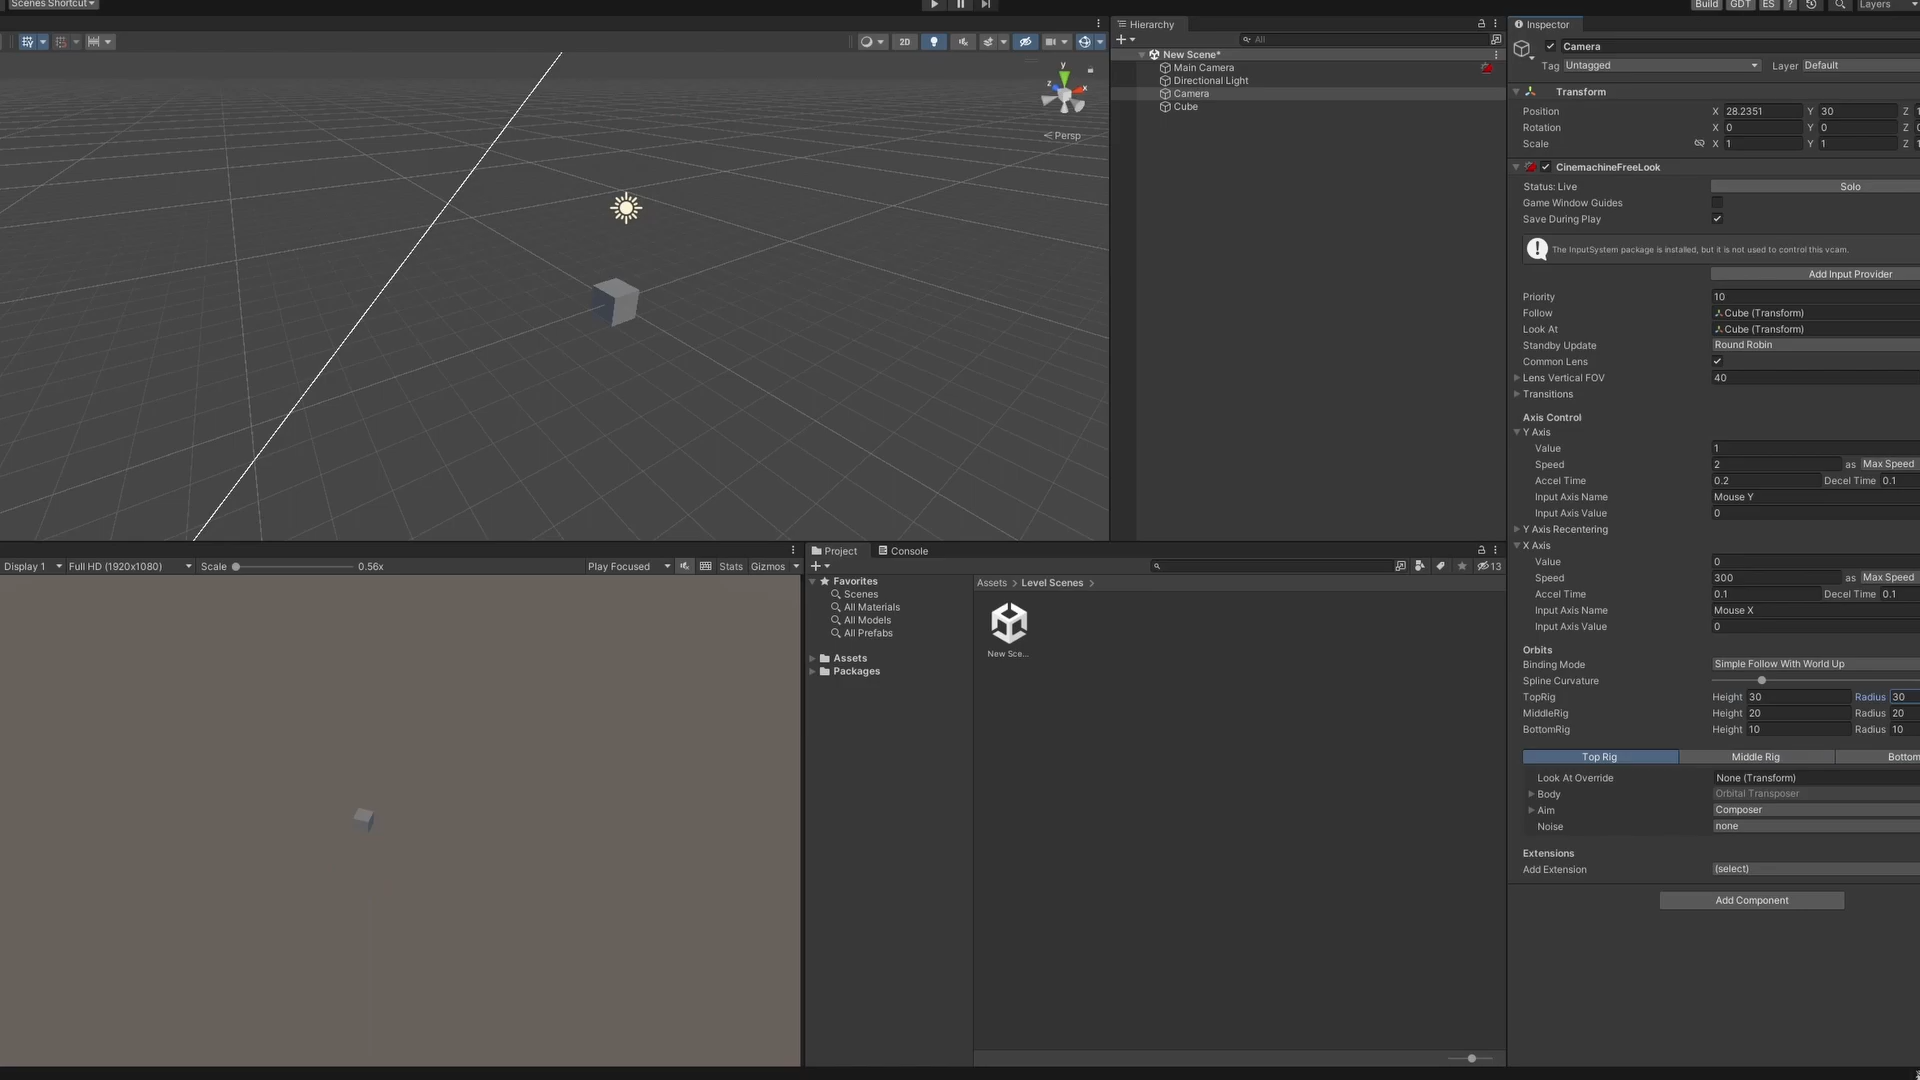 Scenes Shortcut
Build GDT ES ? Layers
2D
y
z x
Persp
Hierarchy
All
New Scene*
Main Camera
Directional Light
Camera
Cube
Inspector
Camera
Tag Untagged Layer Default
Transform
Position X 28.2351 Y 30 Z
Rotation X 0 Y 0 Z
Scale X 1 Y 1 Z
CinemachineFreeLook
Status: Live Solo
Game Window Guides
Save During Play
The InputSystem package is installed, but it is not used to control this vcam.
Add Input Provider
Priority 10
Follow Cube (Transform)
Look At Cube (Transform)
Standby Update Round Robin
Common Lens
Lens Vertical FOV 40
Transitions
Axis Control
Y Axis
Value 1
Speed 2 as Max Speed
Accel Time 0.2 Decel Time 0.1
Input Axis Name Mouse Y
Input Axis Value 0
Y Axis Recentering
X Axis
Value 0
Speed 300 as Max Speed
Accel Time 0.1 Decel Time 0.1
Input Axis Name Mouse X
Input Axis Value 0
Orbits
Binding Mode Simple Follow With World Up
Spline Curvature
TopRig Height 30 Radius 30
MiddleRig Height 20 Radius 20
BottomRig Height 10 Radius 10
Top Rig Middle Rig Bottom
Look At Override None (Transform)
Body Orbital Transposer
Aim Composer
Noise none
Extensions
Add Extension (select)
Add Component
Display 1 Full HD (1920x1080) Scale 0.56x Play Focused Stats Gizmos
Project Console
13
Favorites
Scenes
All Materials
All Models
All Prefabs
Assets
Packages
Assets > Level Scenes >
New Sce...